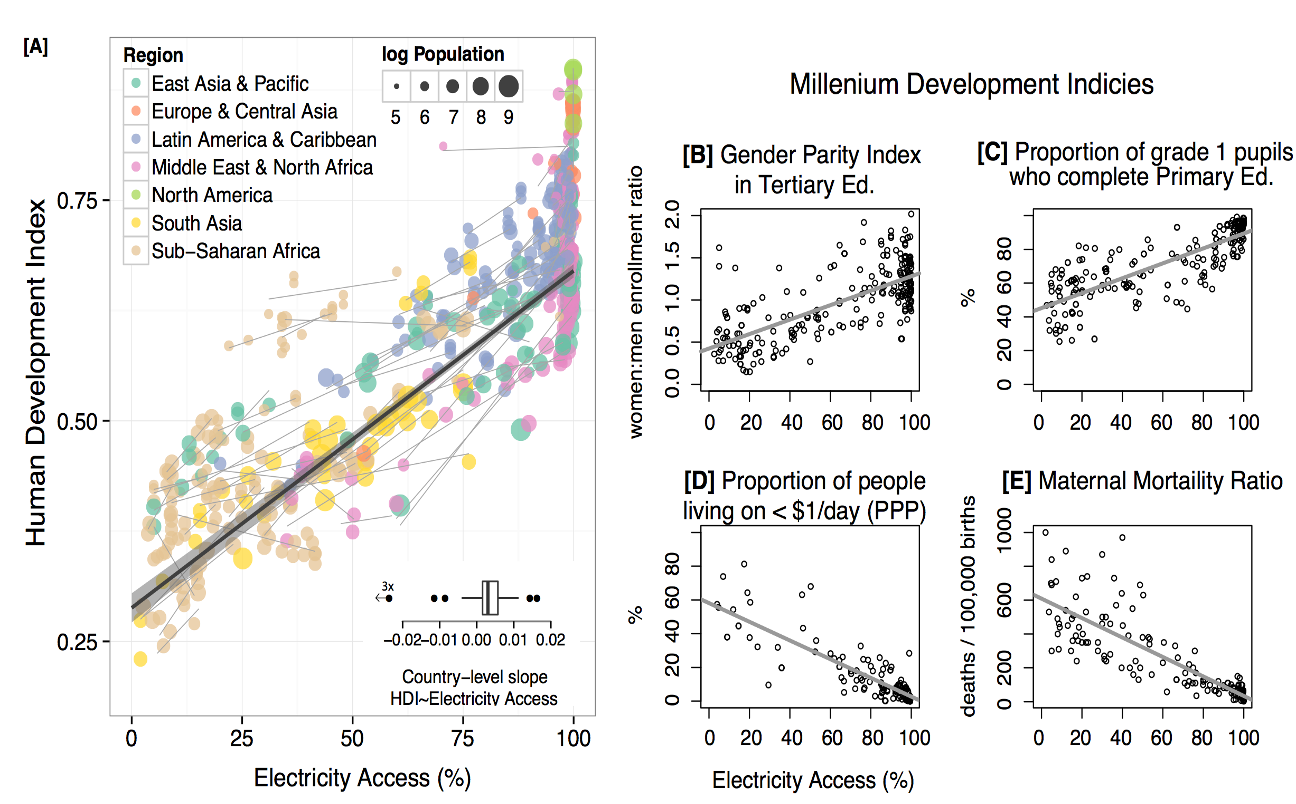 [A]
Region
East Asia & Pacific
Europe & Central Asia
Latin America & Caribbean
Middle East & North Africa
North America
South Asia
Sub−Saharan Africa
log Population
5 6 7 8 9
Human Development Index
0.75
0.50
0.25
0 25 50 75 100
Electricity Access (%)
3x
−0.02 −0.01 0.00 0.01 0.02
Country−level slope
HDI~Electricity Access
Millenium Development Indicies
[B] Gender Parity Index
in Tertiary Ed.
women:men enrollment ratio
0.0 0.5 1.0 1.5 2.0
0 20 40 60 80 100
[C] Proportion of grade 1 pupils
who complete Primary Ed.
%
0 20 40 60 80
0 20 40 60 80 100
[D] Proportion of people
living on < $1/day (PPP)
%
0 20 40 60 80
0 20 40 60 80 100
Electricity Access (%)
[E] Maternal Mortaility Ratio
deaths / 100,000 births
0 200 600 1000
0 20 40 60 80 100